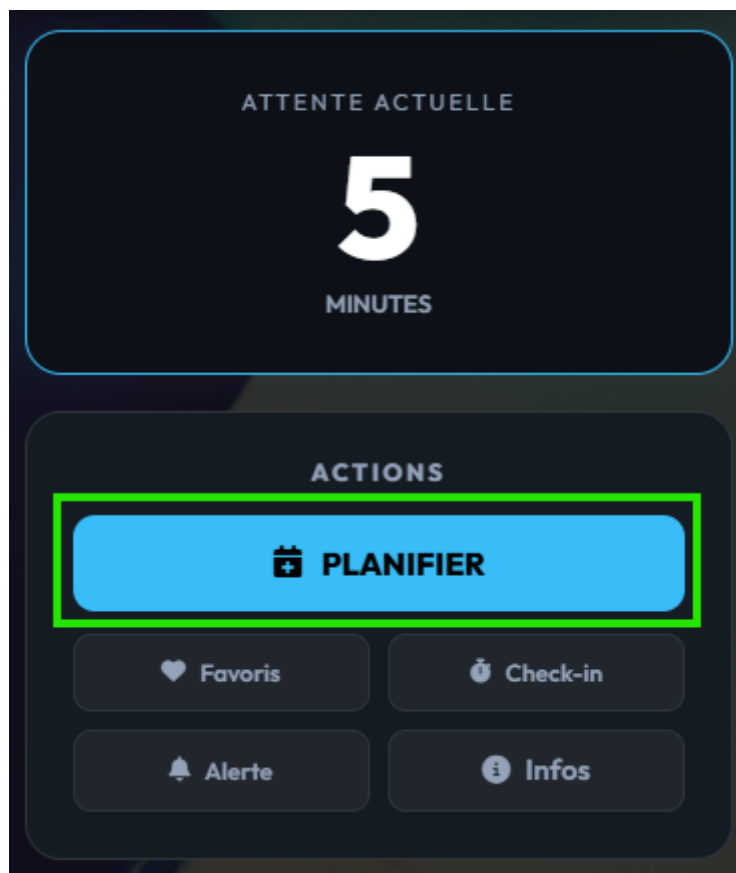 ATTENTE ACTUELLE
5
MINUTES
ACTIONS
PLANIFIER
Favoris
Check-in
Alerte
Infos